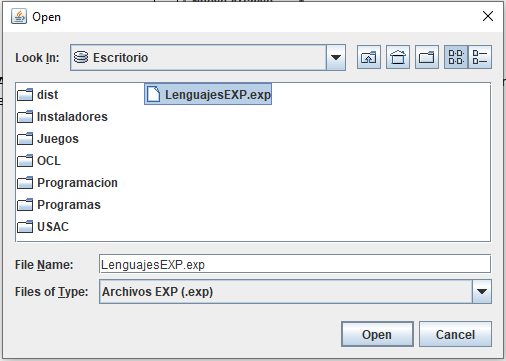 Open
Look In: Escritorio
dist
LenguajesEXP.exp
Instaladores
Juegos
OCL
Programacion
Programas
USAC
File Name: LenguajesEXP.exp
Files of Type: Archivos EXP (.exp)
Open Cancel